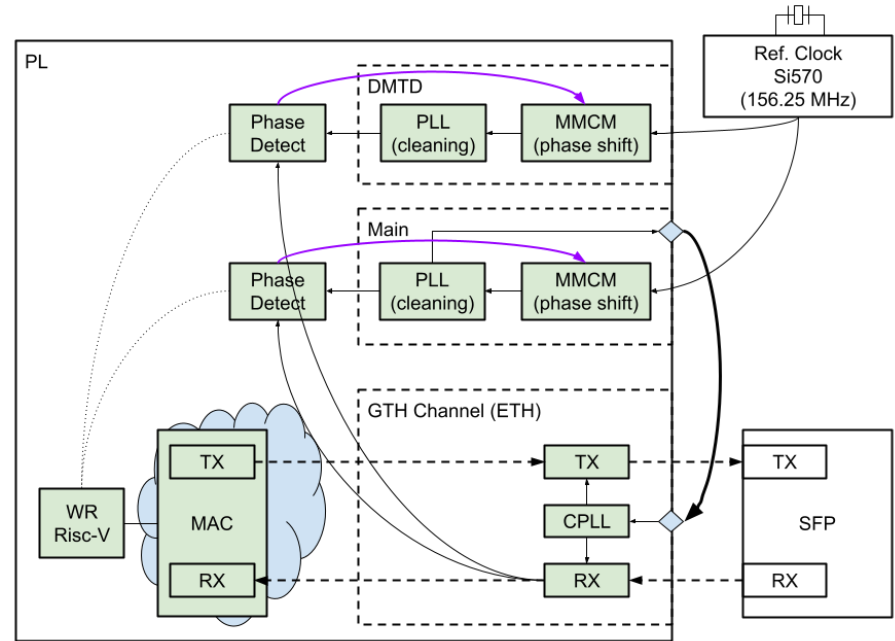 PL
Ref. Clock
Si570
(156.25 MHz)
DMTD
Phase
Detect
PLL
(cleaning)
MMCM
(phase shift)
Main
Phase
Detect
PLL
(cleaning)
MMCM
(phase shift)
GTH Channel (ETH)
TX
TX
TX
WR
Risc-V
MAC
CPLL
SFP
RX
RX
RX